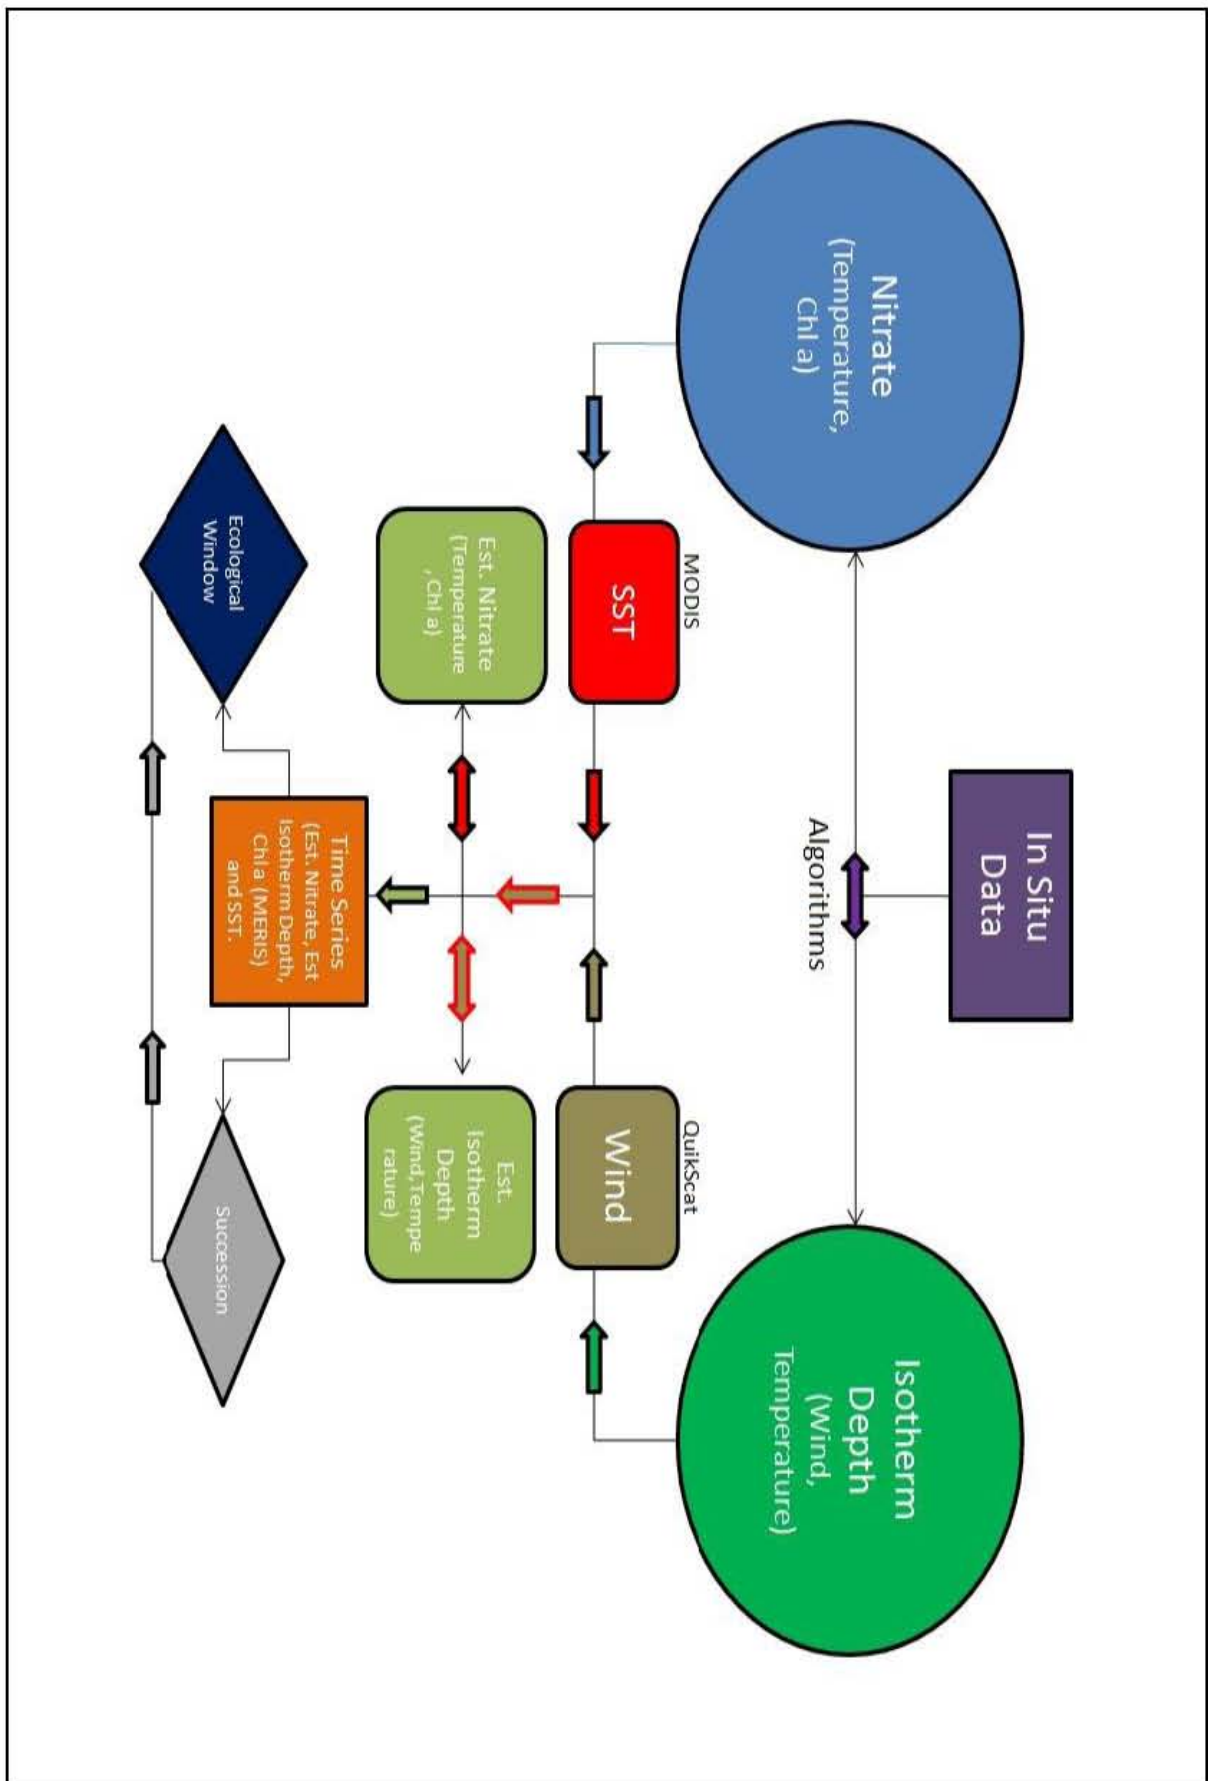 In Situ
Data
Algorithms
Nitrate
(Temperature,
Chl a)
Isotherm
Depth
(Wind,
Temperature)
MODIS
SST
QuikScat
Wind
Est. Nitrate
(Temperature
, Chl a)
Est.
Isotherm
Depth
(Wind,Tempe
rature)
Time Series
(Est. Nitrate, Est
Isotherm Depth,
Chl a (MERIS)
and SST.
Ecological
Window
Succession